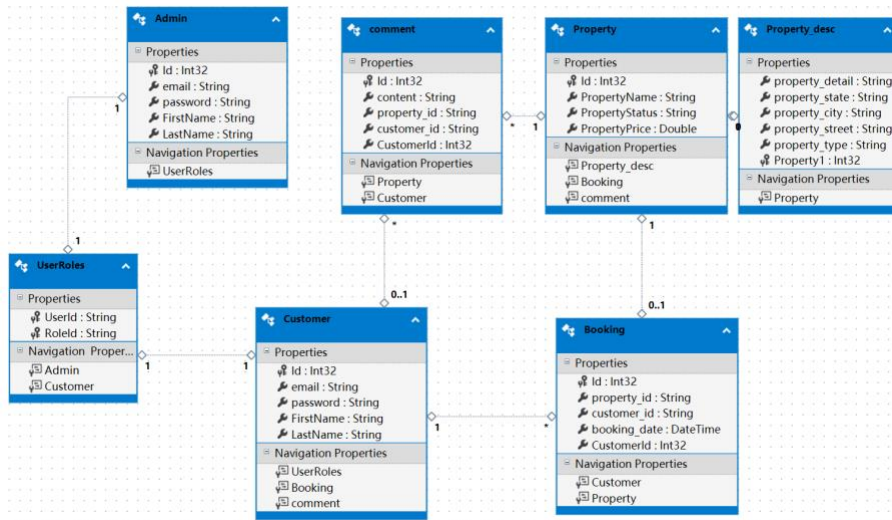 Admin
Properties
Id : Int32
email : String
password : String
FirstName : String
LastName : String
Navigation Properties
UserRoles
1
1
comment
Properties
Id : Int32
content : String
property_id : String
customer_id : String
CustomerId : Int32
Navigation Properties
Property
Customer
*
1
Property
Properties
Id : Int32
PropertyName : String
PropertyStatus : String
PropertyPrice : Double
Navigation Properties
Property_desc
Booking
comment
Property_desc
Properties
property_detail : String
property_state : String
property_city : String
property_street : String
property_type : String
Property1 : Int32
Navigation Properties
Property
*
0..1
1
0..1
UserRoles
Properties
UserId : String
RoleId : String
Navigation Proper...
Admin
Customer
1
1
Customer
Properties
Id : Int32
email : String
password : String
FirstName : String
LastName : String
Navigation Properties
UserRoles
Booking
comment
1
*
Booking
Properties
Id : Int32
property_id : String
customer_id : String
booking_date : DateTime
CustomerId : Int32
Navigation Properties
Customer
Property